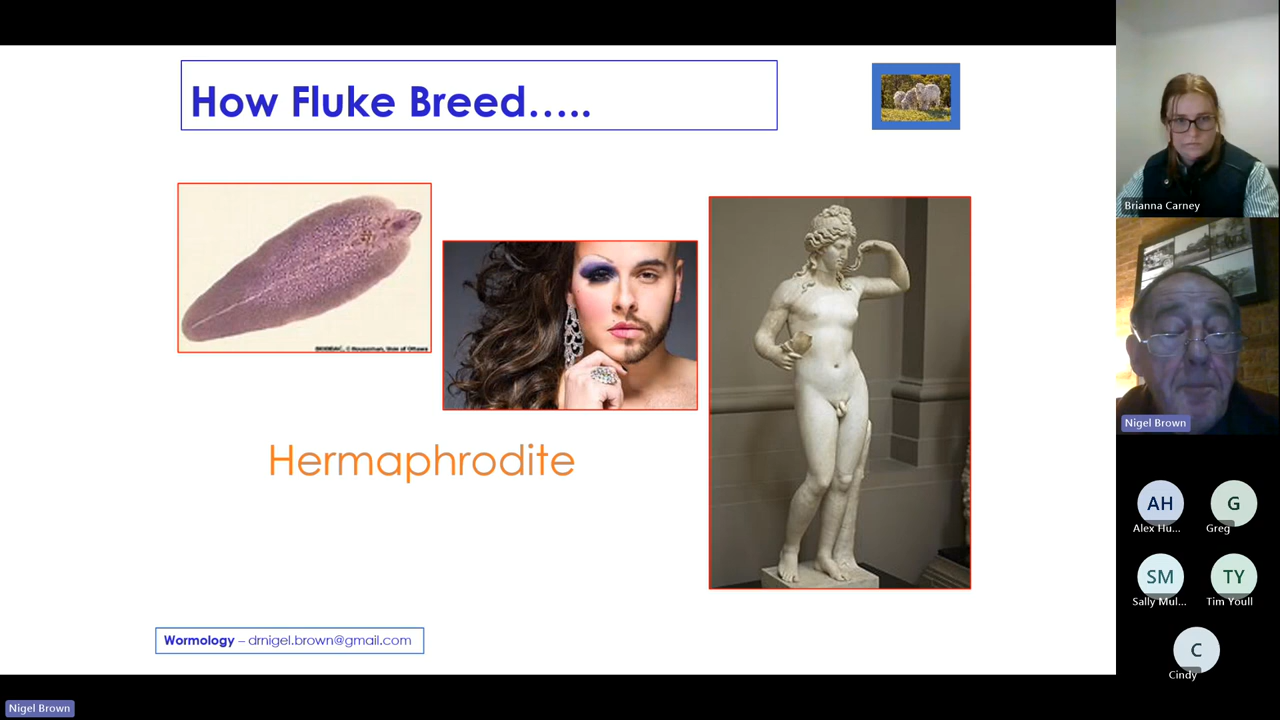 How Fluke Breed…..
Hermaphrodite
Wormology – drnigel.brown@gmail.com
Nigel Brown
Brianna Carney
Nigel Brown
AH
Alex Hu...
G
Greg
SM
Sally Mul...
TY
Tim Youll
C
Cindy